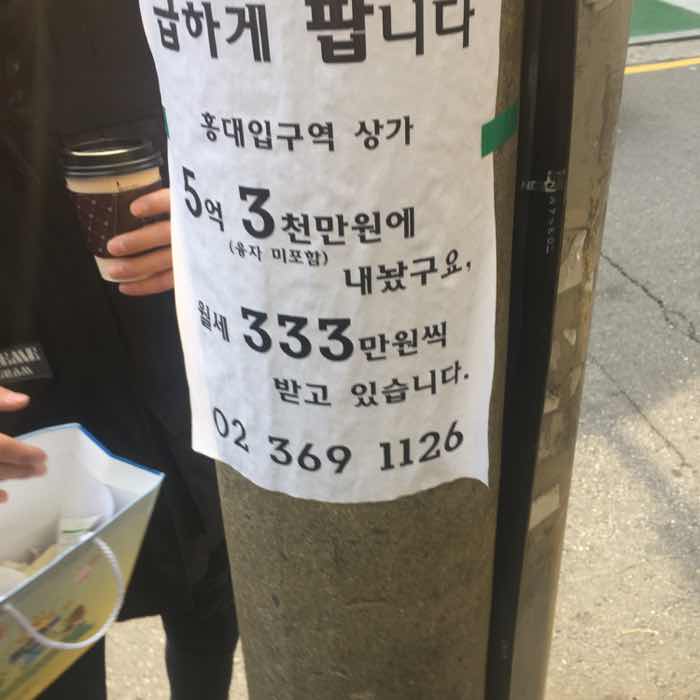 급하게 팝니다
홍대입구역 상가
5억 3천만원에
(융자 미포함)
내놨구요,
월세 333만원씩
받고 있습니다.
02 369 1126